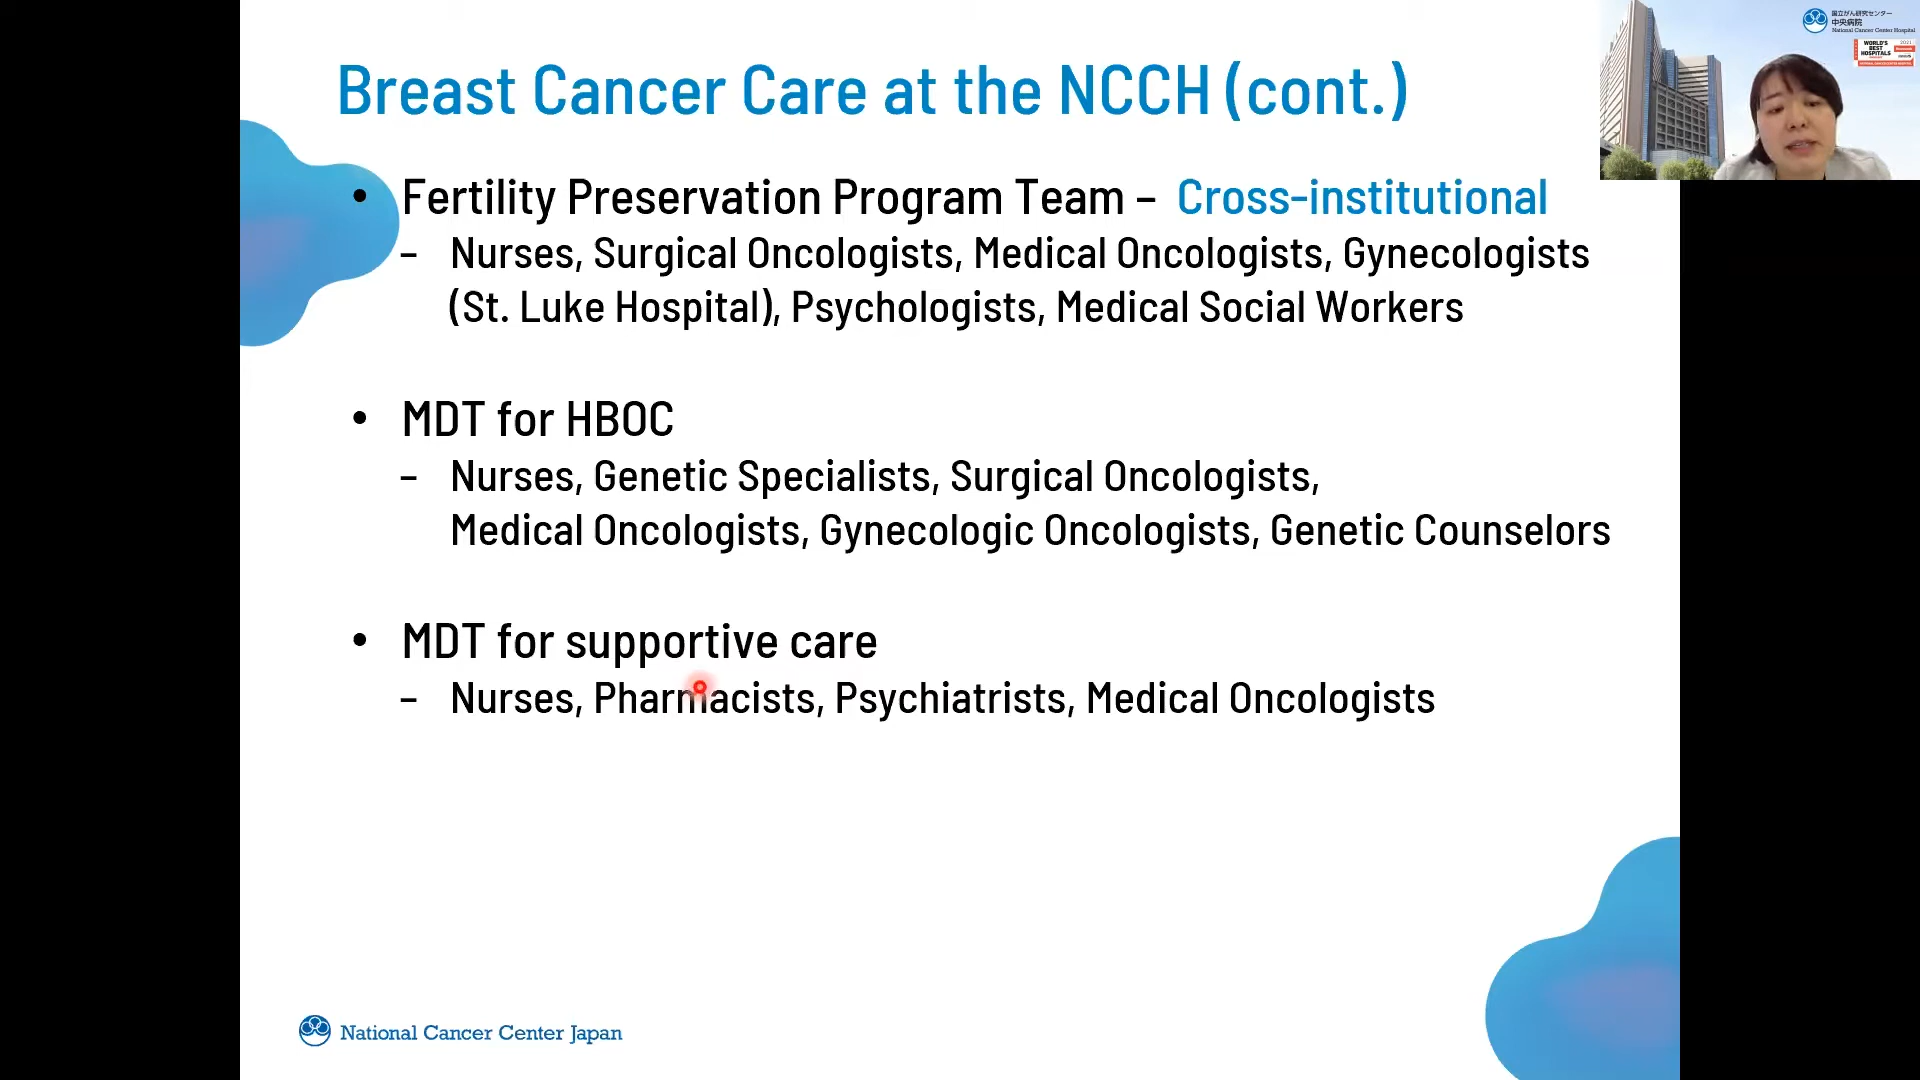 Breast Cancer Care at the NCCH (cont.)
• Fertility Preservation Program Team – Cross-institutional
– Nurses, Surgical Oncologists, Medical Oncologists, Gynecologists
(St. Luke Hospital), Psychologists, Medical Social Workers
• MDT for HBOC
– Nurses, Genetic Specialists, Surgical Oncologists,
Medical Oncologists, Gynecologic Oncologists, Genetic Counselors
• MDT for supportive care
– Nurses, Pharmacists, Psychiatrists, Medical Oncologists
National Cancer Center Japan
国立がん研究センター
中央病院
National Cancer Center Hospital
WORLD'S
BEST
HOSPITALS
2021